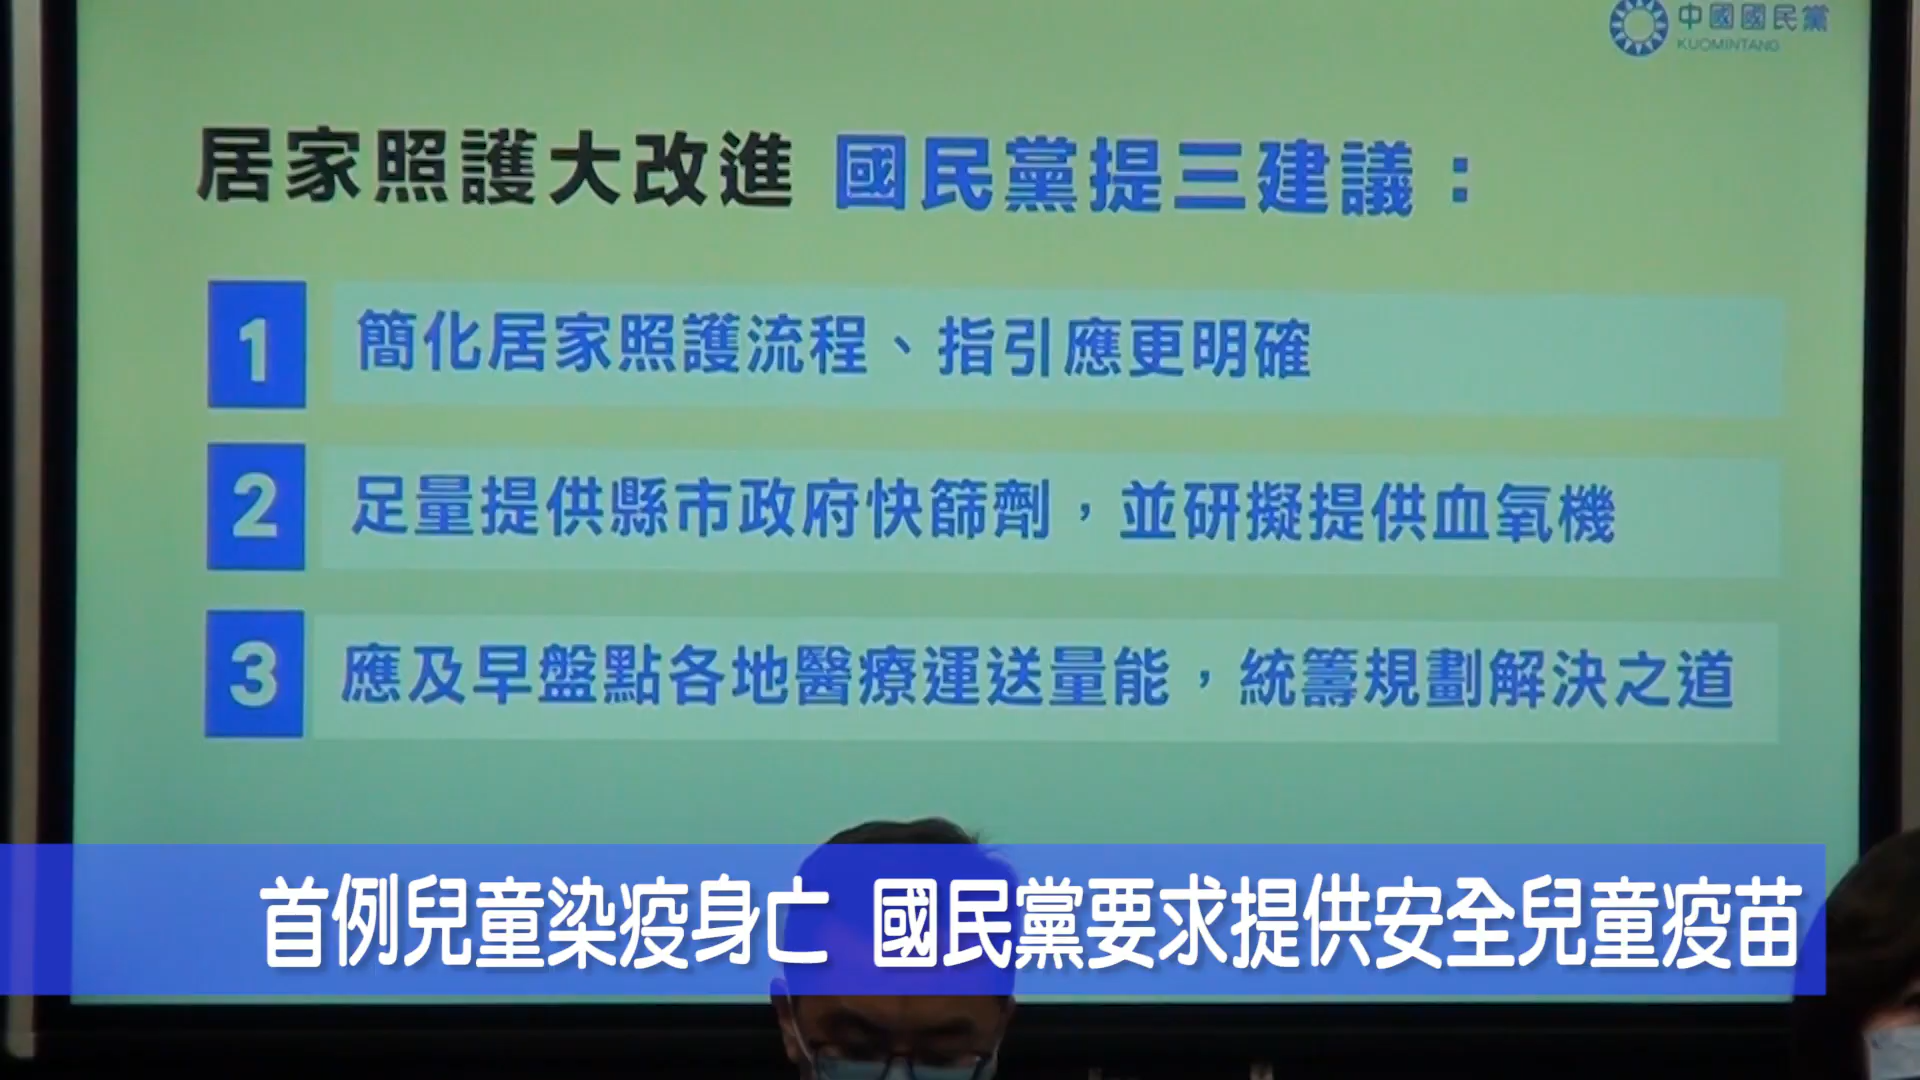 中國國民黨
KUOMINTANG
居家照護大改進 國民黨提三建議：
1 簡化居家照護流程、指引應更明確
2 足量提供縣市政府快篩劑，並研擬提供血氧機
3 應及早盤點各地醫療運送量能，統籌規劃解決之道
首例兒童染疫身亡 國民黨要求提供安全兒童疫苗